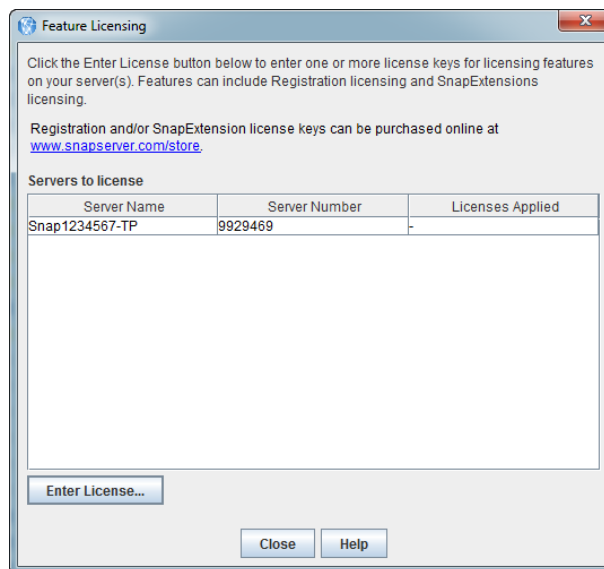 Feature Licensing
Click the Enter License button below to enter one or more license keys for licensing features
on your server(s). Features can include Registration licensing and SnapExtensions
licensing.
Registration and/or SnapExtension license keys can be purchased online at
www.snapserver.com/store.
Servers to license
Server Name Server Number Licenses Applied
Snap1234567-TP 9929469 -
Enter License...
Close Help